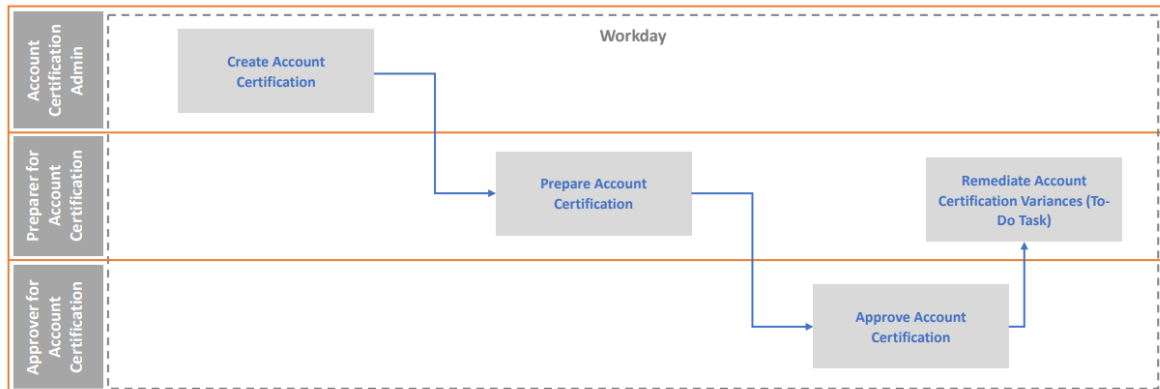 Workday
Account
Certification
Admin
Create Account
Certification
Preparer for
Account
Certification
Prepare Account
Certification
Remediate Account
Certification Variances (To-
Do Task)
Approver for
Account
Certification
Approve Account
Certification